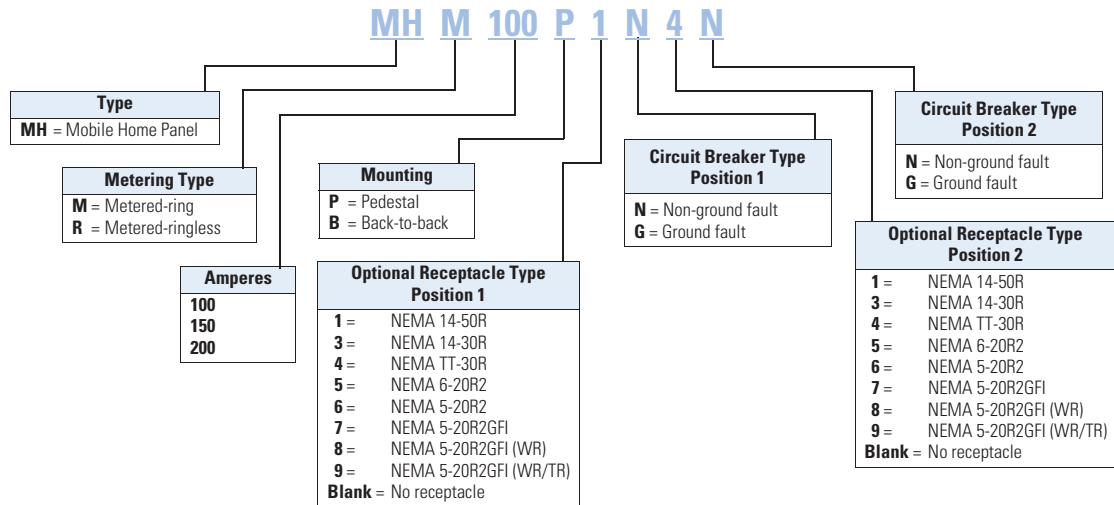 MH M 100 P 1 N 4 N
Type
MH = Mobile Home Panel
Metering Type
M = Metered-ring
R = Metered-ringless
Amperes
100
150
200
Mounting
P = Pedestal
B = Back-to-back
Optional Receptacle Type
Position 1
1 = NEMA 14-50R
3 = NEMA 14-30R
4 = NEMA TT-30R
5 = NEMA 6-20R2
6 = NEMA 5-20R2
7 = NEMA 5-20R2GFI
8 = NEMA 5-20R2GFI (WR)
9 = NEMA 5-20R2GFI (WR/TR)
Blank = No receptacle
Circuit Breaker Type
Position 1
N = Non-ground fault
G = Ground fault
Circuit Breaker Type
Position 2
N = Non-ground fault
G = Ground fault
Optional Receptacle Type
Position 2
1 = NEMA 14-50R
3 = NEMA 14-30R
4 = NEMA TT-30R
5 = NEMA 6-20R2
6 = NEMA 5-20R2
7 = NEMA 5-20R2GFI
8 = NEMA 5-20R2GFI (WR)
9 = NEMA 5-20R2GFI (WR/TR)
Blank = No receptacle